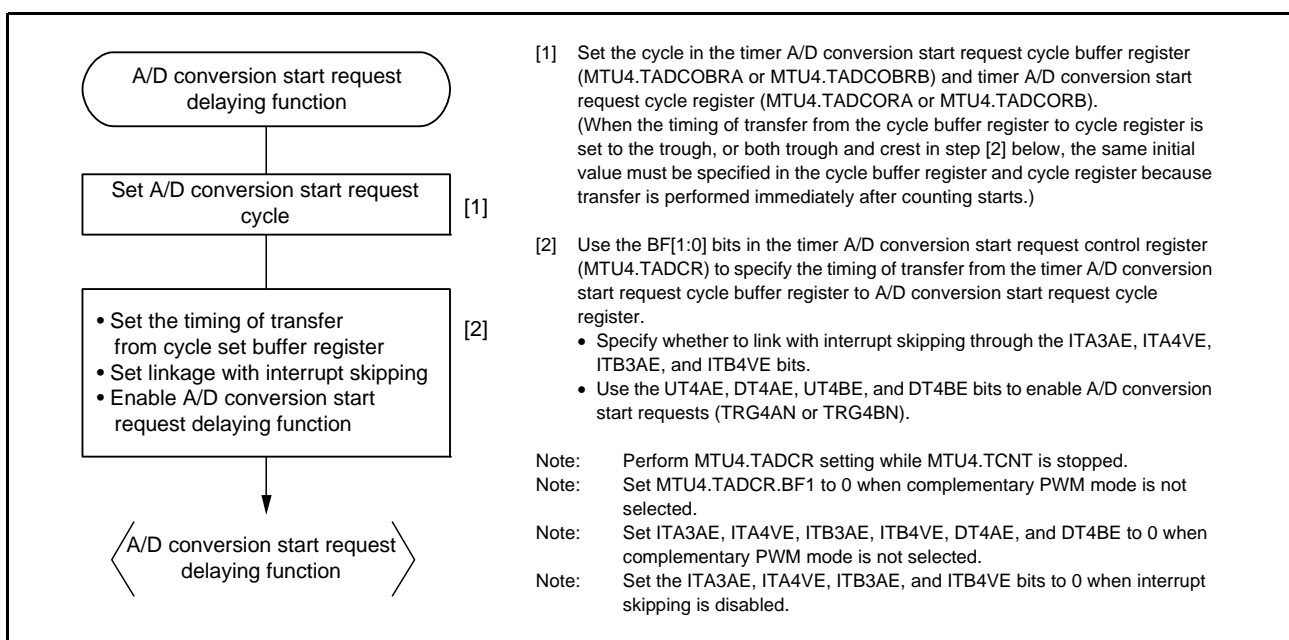 A/D conversion start request
delaying function
Set A/D conversion start request
cycle
[1]
• Set the timing of transfer
from cycle set buffer register
• Set linkage with interrupt skipping
• Enable A/D conversion start
request delaying function
[2]
A/D conversion start request
delaying function
[1] Set the cycle in the timer A/D conversion start request cycle buffer register
(MTU4.TADCOBRA or MTU4.TADCOBRB) and timer A/D conversion start
request cycle register (MTU4.TADCORA or MTU4.TADCORB).
(When the timing of transfer from the cycle buffer register to cycle register is
set to the trough, or both trough and crest in step [2] below, the same initial
value must be specified in the cycle buffer register and cycle register because
transfer is performed immediately after counting starts.)
[2] Use the BF[1:0] bits in the timer A/D conversion start request control register
(MTU4.TADCR) to specify the timing of transfer from the timer A/D conversion
start request cycle buffer register to A/D conversion start request cycle
register.
• Specify whether to link with interrupt skipping through the ITA3AE, ITA4VE,
ITB3AE, and ITB4VE bits.
• Use the UT4AE, DT4AE, UT4BE, and DT4BE bits to enable A/D conversion
start requests (TRG4AN or TRG4BN).
Note: Perform MTU4.TADCR setting while MTU4.TCNT is stopped.
Note: Set MTU4.TADCR.BF1 to 0 when complementary PWM mode is not
selected.
Note: Set ITA3AE, ITA4VE, ITB3AE, ITB4VE, DT4AE, and DT4BE to 0 when
complementary PWM mode is not selected.
Note: Set the ITA3AE, ITA4VE, ITB3AE, and ITB4VE bits to 0 when interrupt
skipping is disabled.